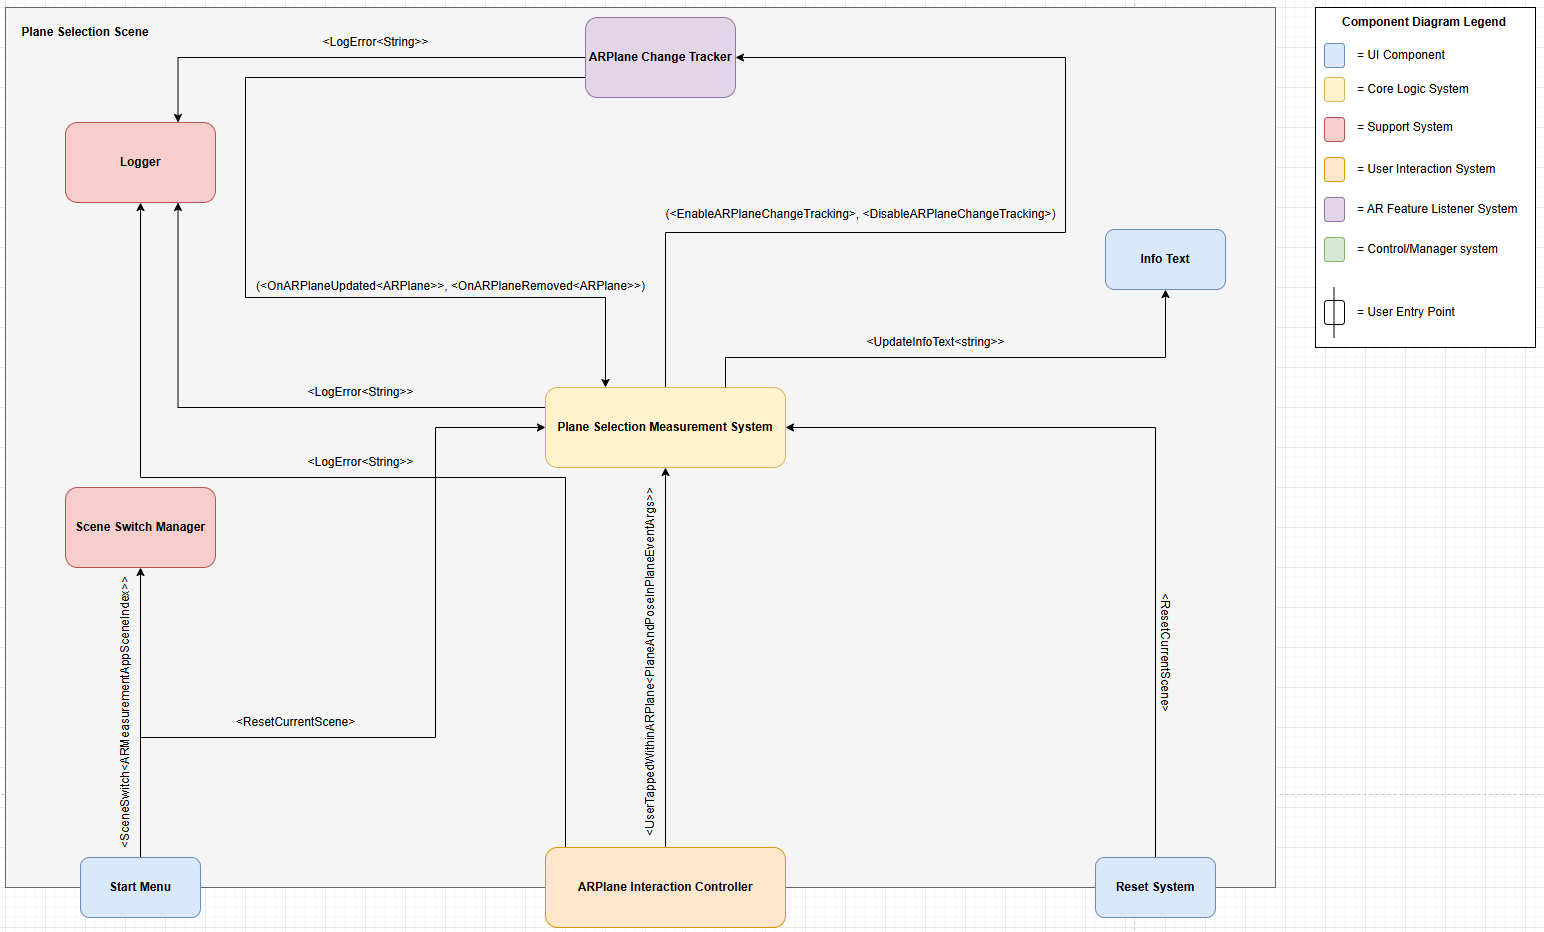 Plane Selection Scene
<LogError<String>>
ARPlane Change Tracker
Logger
(<EnableARPlaneChangeTracking>, <DisableARPlaneChangeTracking>)
Info Text
(<OnARPlaneUpdated<ARPlane>>, <OnARPlaneRemoved<ARPlane>>)
<UpdateInfoText<string>>
<LogError<String>>
Plane Selection Measurement System
<LogError<String>>
Scene Switch Manager
<SceneSwitch<ARMeasurementAppSceneIndex>>
<UserTappedWithinARPlane<PlaneAndPoseInPlaneEventArgs>>
<ResetCurrentScene>
<ResetCurrentScene>
Start Menu
ARPlane Interaction Controller
Reset System
Component Diagram Legend
= UI Component
= Core Logic System
= Support System
= User Interaction System
= AR Feature Listener System
= Control/Manager system
= User Entry Point